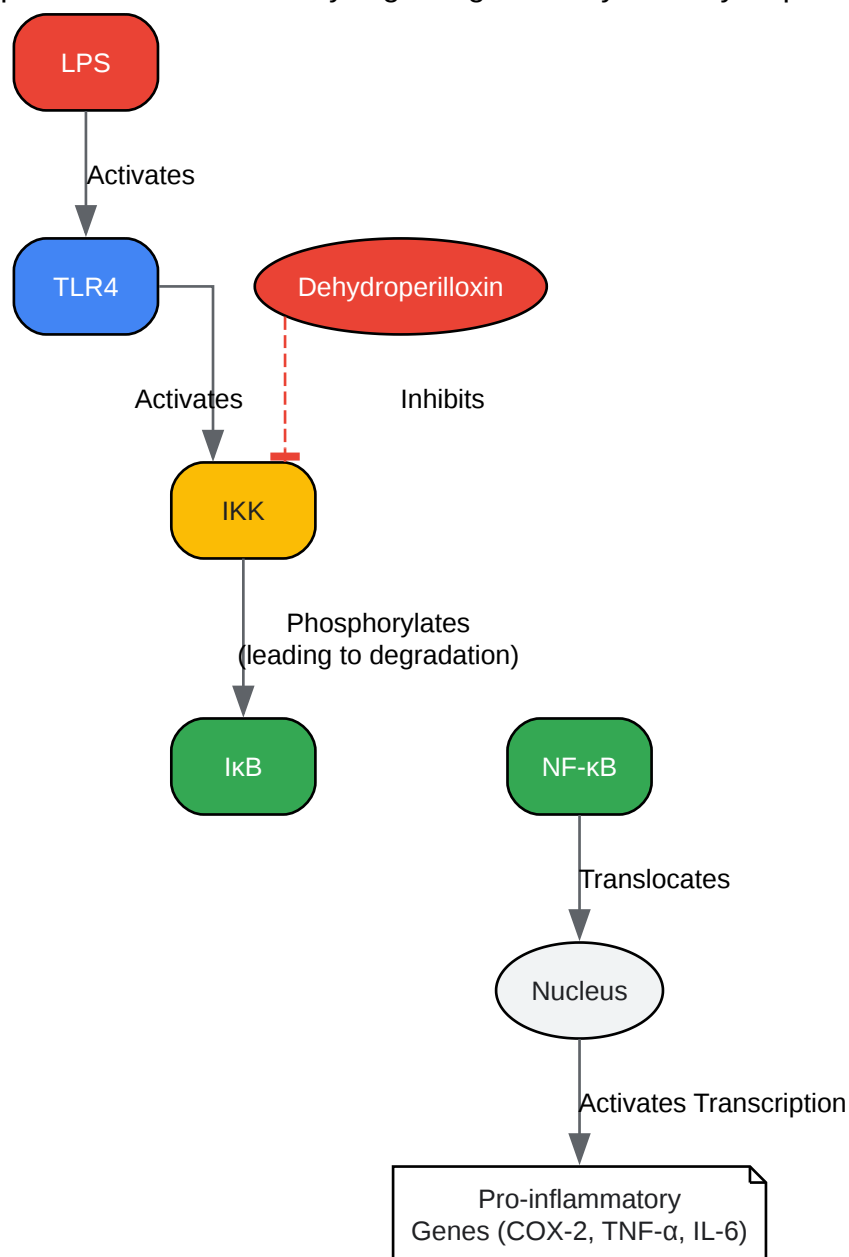 LPS
Activates
TLR4
Dehydroperilloxin
Activates
Inhibits
IKK
Phosphorylates
(leading to degradation)
IκB
NF-κB
Translocates
Nucleus
Activates Transcription
Pro-inflammatory
Genes (COX-2, TNF-α, IL-6)